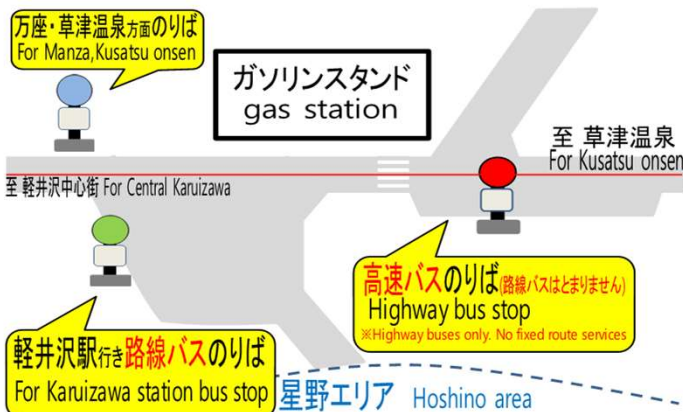 万座・草津温泉方面のりば
For Manza,Kusatsu onsen
ガソリンスタンド
gas station
至 草津温泉
For Kusatsu onsen
至 軽井沢中心街 For Central Karuizawa
高速バスのりば(路線バスはとまりません)
Highway bus stop
※Highway buses only. No fixed route services
軽井沢駅行き路線バスのりば
For Karuizawa station bus stop
星野エリア Hoshino area